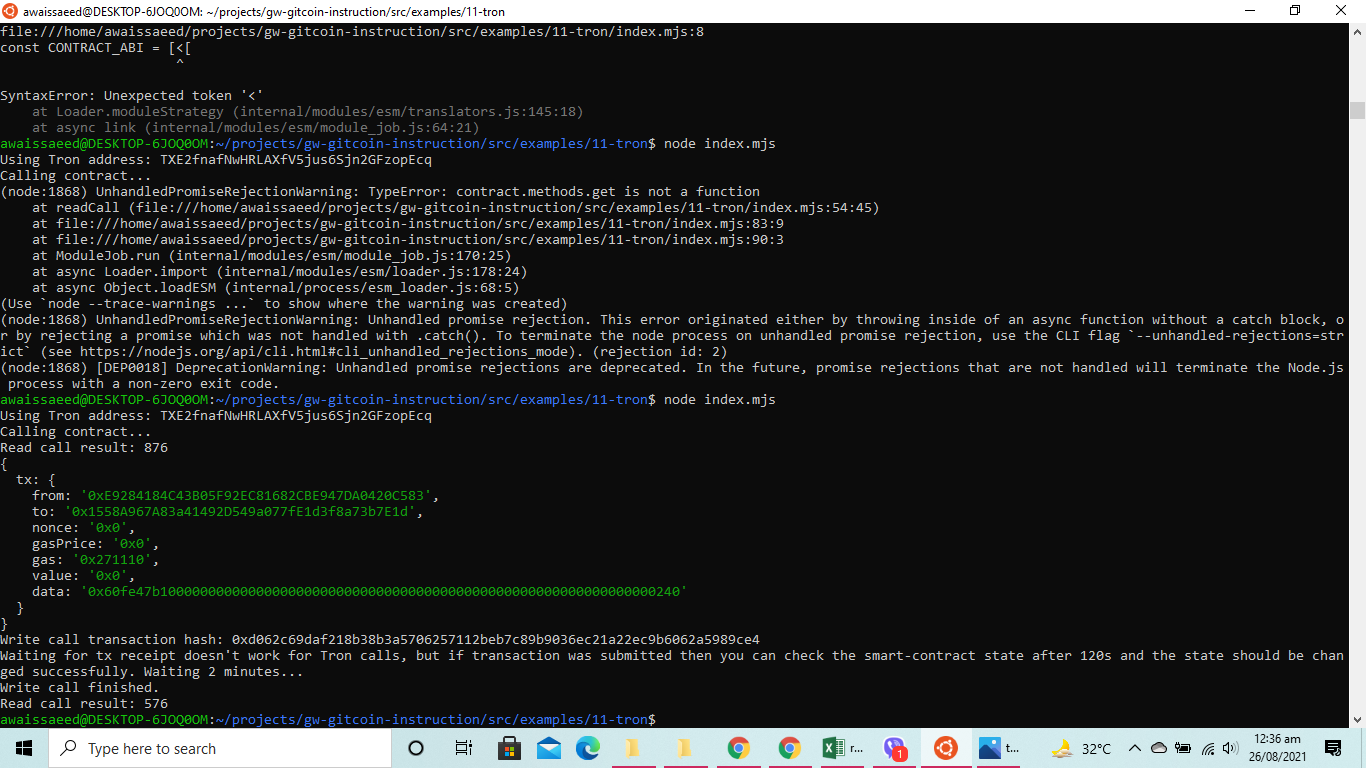 awaissaeed@DESKTOP-6JOQ0OM: ~/projects/gw-gitcoin-instruction/src/examples/11-tron
file:///home/awaissaeed/projects/gw-gitcoin-instruction/src/examples/11-tron/index.mjs:8
const CONTRACT_ABI = [<[
^
SyntaxError: Unexpected token '<'
at Loader.moduleStrategy (internal/modules/esm/translators.js:145:18)
at async link (internal/modules/esm/module_job.js:64:21)
awaissaeed@DESKTOP-6JOQ0OM:~/projects/gw-gitcoin-instruction/src/examples/11-tron$ node index.mjs
Using Tron address: TXE2fnafNwHRLAXfV5jus6Sjn2GFzopEcq
Calling contract...
(node:1868) UnhandledPromiseRejectionWarning: TypeError: contract.methods.get is not a function
at readCall (file:///home/awaissaeed/projects/gw-gitcoin-instruction/src/examples/11-tron/index.mjs:54:45)
at file:///home/awaissaeed/projects/gw-gitcoin-instruction/src/examples/11-tron/index.mjs:83:9
at file:///home/awaissaeed/projects/gw-gitcoin-instruction/src/examples/11-tron/index.mjs:90:3
at ModuleJob.run (internal/modules/esm/module_job.js:170:25)
at async Loader.import (internal/modules/esm/loader.js:178:24)
at async Object.loadESM (internal/process/esm_loader.js:68:5)
(Use `node --trace-warnings ...` to show where the warning was created)
(node:1868) UnhandledPromiseRejectionWarning: Unhandled promise rejection. This error originated either by throwing inside of an async function without a catch block, o
r by rejecting a promise which was not handled with .catch(). To terminate the node process on unhandled promise rejection, use the CLI flag `--unhandled-rejections=str
ict` (see https://nodejs.org/api/cli.html#cli_unhandled_rejections_mode). (rejection id: 2)
(node:1868) [DEP0018] DeprecationWarning: Unhandled promise rejections are deprecated. In the future, promise rejections that are not handled will terminate the Node.js
process with a non-zero exit code.
awaissaeed@DESKTOP-6JOQ0OM:~/projects/gw-gitcoin-instruction/src/examples/11-tron$ node index.mjs
Using Tron address: TXE2fnafNwHRLAXfV5jus6Sjn2GFzopEcq
Calling contract...
Read call result: 876
{
tx: {
from: '0xE9284184C43B05F92EC81682CBE947DA0420C583',
to: '0x1558A967A83a41492D549a077fE1d3f8a73b7E1d',
nonce: '0x0',
gasPrice: '0x0',
gas: '0x271110',
value: '0x0',
data: '0x60fe47b10000000000000000000000000000000000000000000000000000000000000240'
}
}
Write call transaction hash: 0xd062c69daf218b38b3a5706257112beb7c89b9036ec21a22ec9b6062a5989ce4
Waiting for tx receipt doesn't work for Tron calls, but if transaction was submitted then you can check the smart-contract state after 120s and the state should be chan
ged successfully. Waiting 2 minutes...
Write call finished.
Read call result: 576
awaissaeed@DESKTOP-6JOQ0OM:~/projects/gw-gitcoin-instruction/src/examples/11-tron$
Type here to search
r...
1
t...
32°C
12:36 am
26/08/2021